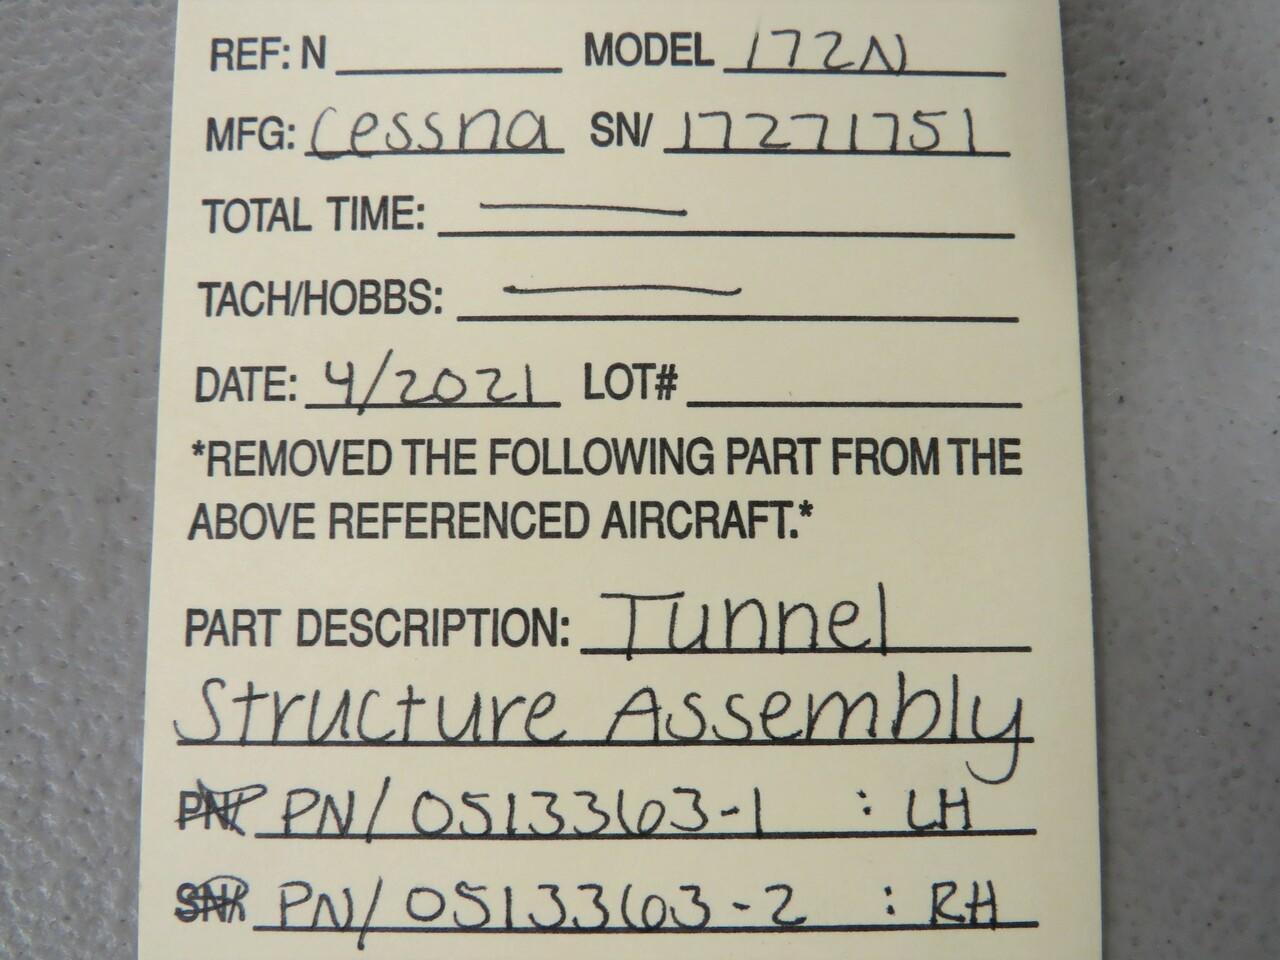 REF: N MODEL 172N
MFG: Cessna SN/ 17271751
TOTAL TIME: —
TACH/HOBBS: —
DATE: 4/2021 LOT#
*REMOVED THE FOLLOWING PART FROM THE
ABOVE REFERENCED AIRCRAFT.*
PART DESCRIPTION: Tunnel
Structure Assembly
PN/ PN/ 0513363-1 : LH
SN/ PN/ 0513363-2 : RH